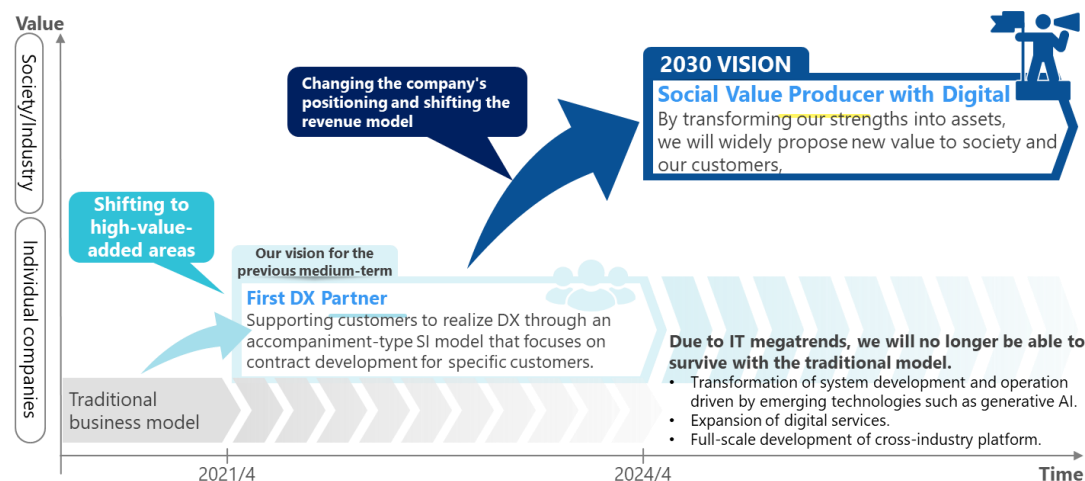 Value
Society/Industry
Individual companies
2030 VISION
Social Value Producer with Digital
By transforming our strengths into assets,
we will widely propose new value to society and
our customers,
Changing the company's
positioning and shifting the
revenue model
Shifting to
high-value-
added areas
Our vision for the
previous medium-term
First DX Partner
Supporting customers to realize DX through an
accompaniment-type SI model that focuses on
contract development for specific customers.
Traditional
business model
Due to IT megatrends, we will no longer be able to
survive with the traditional model.
• Transformation of system development and operation
driven by emerging technologies such as generative AI.
• Expansion of digital services.
• Full-scale development of cross-industry platform.
2021/4
2024/4
Time